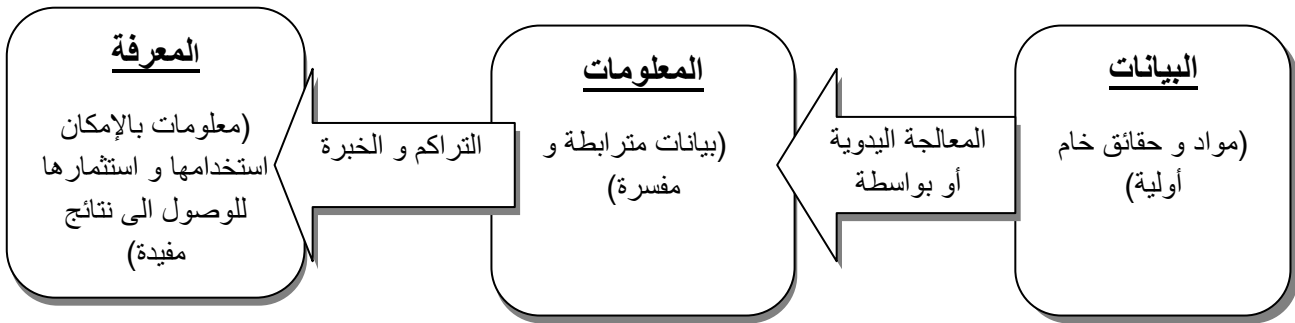 البيانات
(مواد و حقائق خام
أولية)
المعالجة اليدوية
أو بواسطة
المعلومات
(بيانات مترابطة و
مفسرة)
التراكم و الخبرة
المعرفة
(معلومات بالإمكان
استخدامها و استثمارها
للوصول الى نتائج
مفيدة)